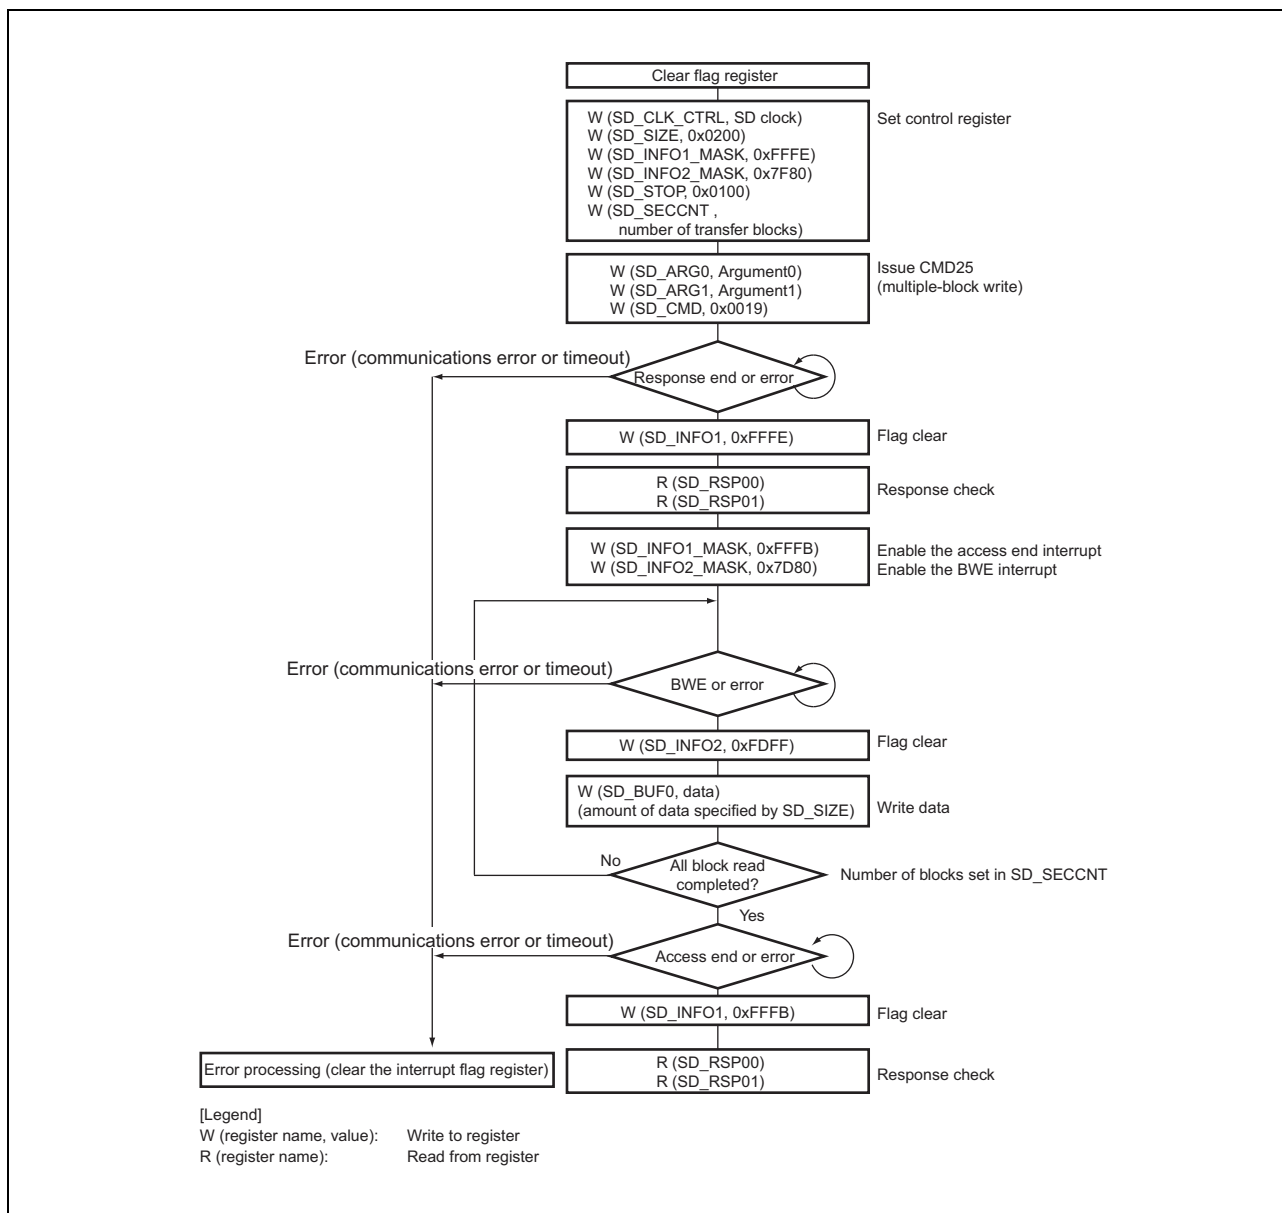 Clear flag register
W (SD_CLK_CTRL, SD clock)
W (SD_SIZE, 0x0200)
W (SD_INFO1_MASK, 0xFFFE)
W (SD_INFO2_MASK, 0x7F80)
W (SD_STOP, 0x0100)
W (SD_SECCNT ,
number of transfer blocks)
Set control register
W (SD_ARG0, Argument0)
W (SD_ARG1, Argument1)
W (SD_CMD, 0x0019)
Issue CMD25
(multiple-block write)
Error (communications error or timeout)
Response end or error
W (SD_INFO1, 0xFFFE)
Flag clear
R (SD_RSP00)
R (SD_RSP01)
Response check
W (SD_INFO1_MASK, 0xFFFB)
W (SD_INFO2_MASK, 0x7D80)
Enable the access end interrupt
Enable the BWE interrupt
Error (communications error or timeout)
BWE or error
W (SD_INFO2, 0xFDFF)
Flag clear
W (SD_BUF0, data)
(amount of data specified by SD_SIZE)
Write data
No
All block read
completed?
Number of blocks set in SD_SECCNT
Yes
Error (communications error or timeout)
Access end or error
W (SD_INFO1, 0xFFFB)
Flag clear
Error processing (clear the interrupt flag register)
R (SD_RSP00)
R (SD_RSP01)
Response check
[Legend]
W (register name, value): Write to register
R (register name): Read from register